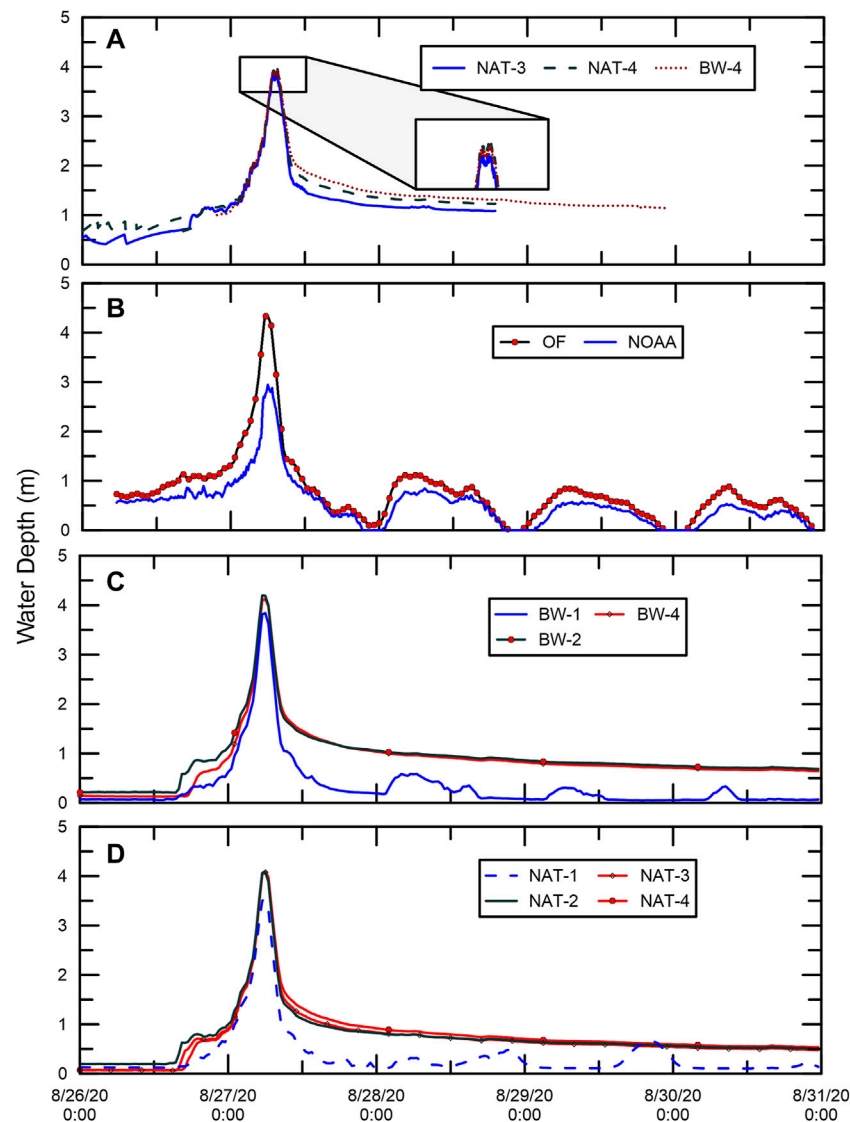 Water Depth (m)
A
5
4
3
2
1
0
NAT-3 NAT-4 BW-4
B
5
4
3
2
1
0
OF NOAA
C
5
4
3
2
1
0
BW-1 BW-4
BW-2
D
5
4
3
2
1
0
NAT-1 NAT-3
NAT-2 NAT-4
8/26/20 8/27/20 8/28/20 8/29/20 8/30/20 8/31/20
0:00 0:00 0:00 0:00 0:00 0:00